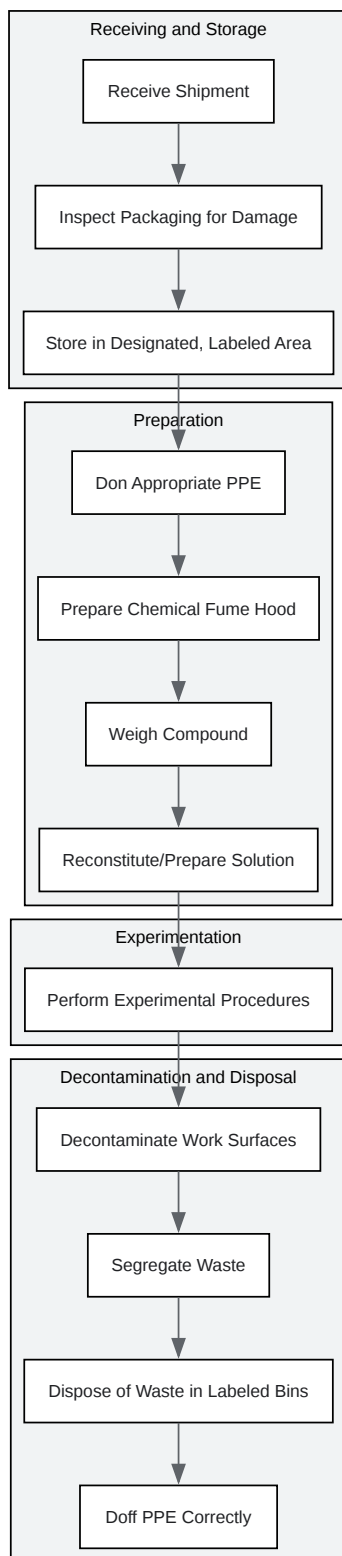 Receiving and Storage
Receive Shipment
Inspect Packaging for Damage
Store in Designated, Labeled Area
Preparation
Don Appropriate PPE
Prepare Chemical Fume Hood
Weigh Compound
Reconstitute/Prepare Solution
Experimentation
Perform Experimental Procedures
Decontamination and Disposal
Decontaminate Work Surfaces
Segregate Waste
Dispose of Waste in Labeled Bins
Doff PPE Correctly